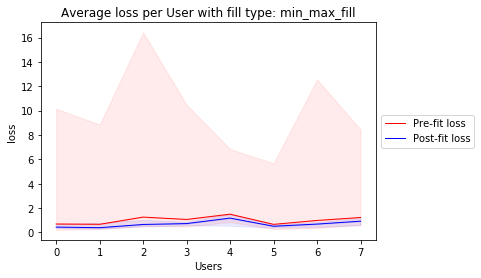 Average loss per User with fill type: min_max_fill
loss
16
14
12
10
8
6
4
2
0
0 1 2 3 4 5 6 7
Users
Pre-fit loss
Post-fit loss